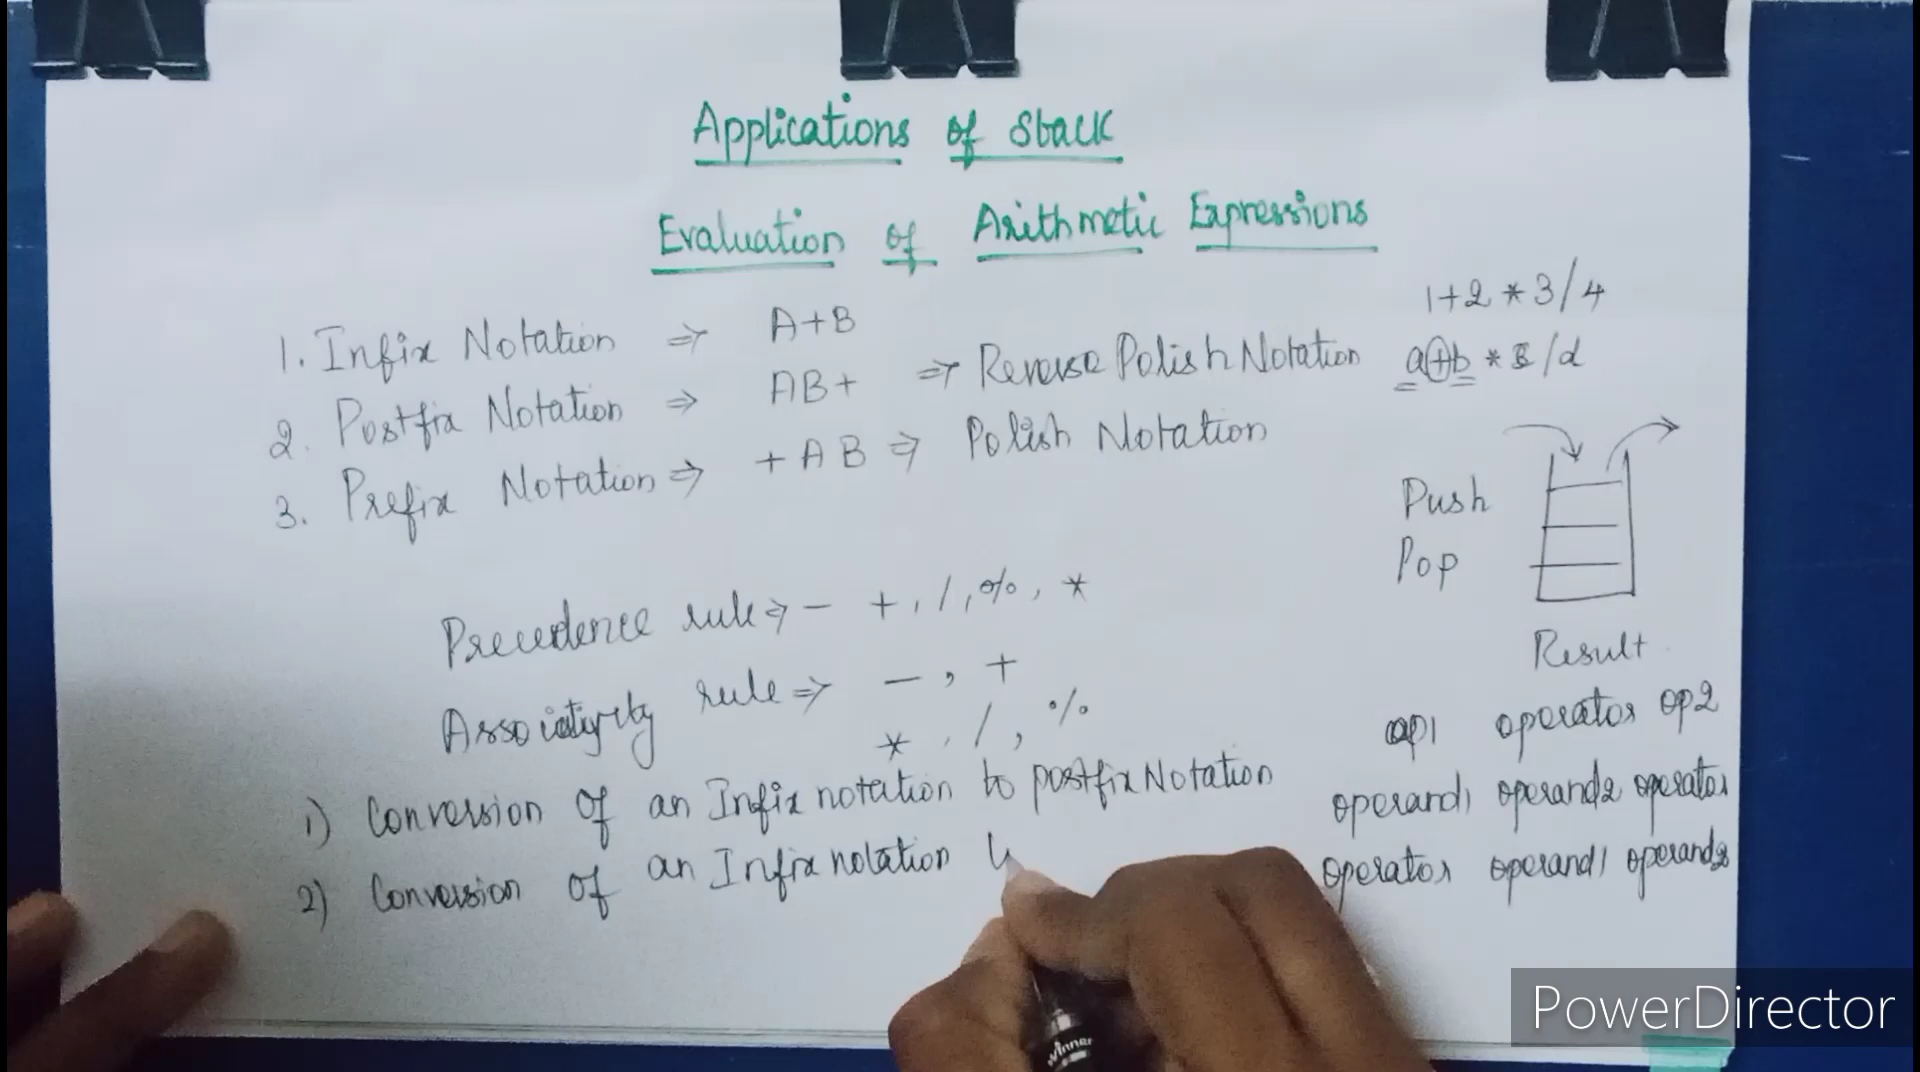 Applications of Stack
Evaluation of Arithmetic Expressions
1. Infix Notation ⇒ A+B
2. Postfix Notation ⇒ AB+ ⇒ Reverse Polish Notation
3. Prefix Notation ⇒ +AB ⇒ Polish Notation
1+2*3/4
a+b * /d
Push
Pop
Result
Precedence rule ⇒ - +, /, %, *
Associativity rule ⇒ -, +
*, /, %
1) Conversion of an Infix notation to postfix Notation
2) Conversion of an Infix notation
op1 operator op2
operand1 operand2 operator
operator operand1 operand2
Winner
PowerDirector